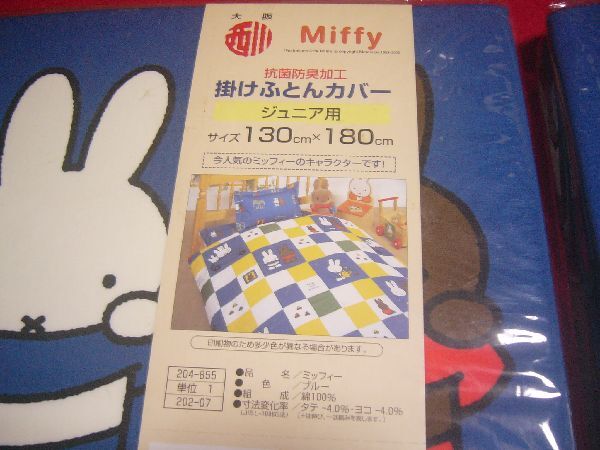 大阪
西川
Miffy
抗菌防臭加工
掛けふとんカバー
ジュニア用
サイズ 130cm×180cm
今人気のミッフィーのキャラクターです!
印刷物のため多少色が異なる場合があります。
204-655
単位 1
202-07
●品名/ミッフィー
●色/ブルー
●組成/綿100%
●寸法変化率/タテ -4.0%・ヨコ -4.0%